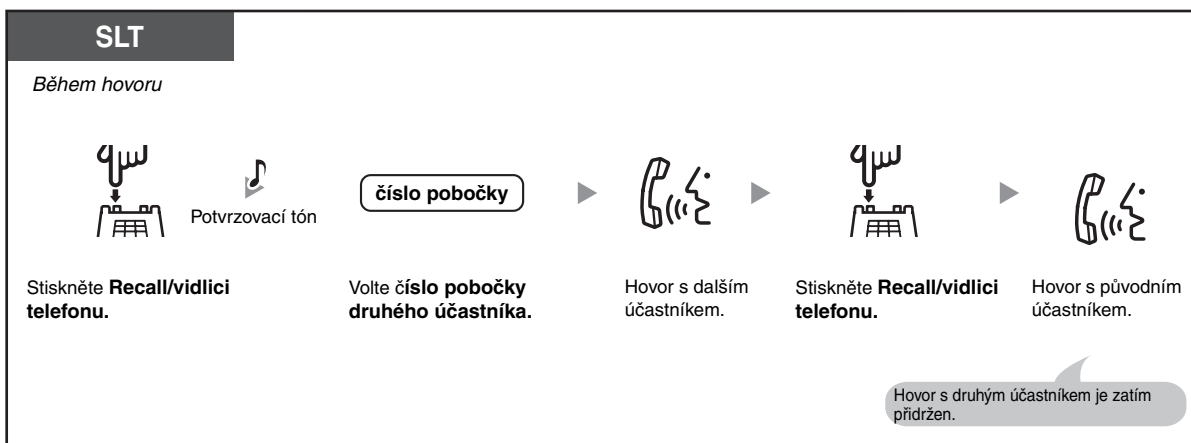 SLT
Během hovoru
Potvrzovací tón
číslo pobočky
Stiskněte Recall/vidlici
telefonu.
Volte číslo pobočky
druhého účastníka.
Hovor s dalším
účastníkem.
Stiskněte Recall/vidlici
telefonu.
Hovor s původním
účastníkem.
Hovor s druhým účastníkem je zatím
přidržen.